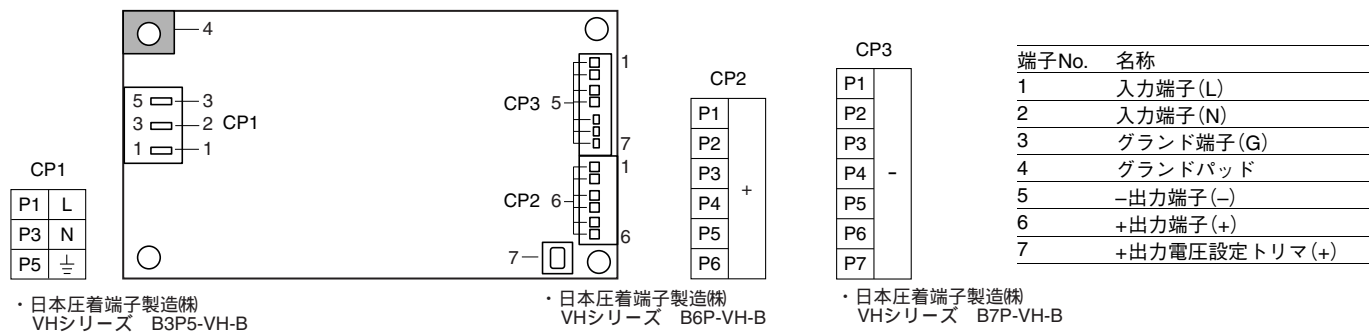 4
5 3
3 2 CP1
1 1
1
CP3 5
7
1
CP2 6
6
7
CP1
P1 L
P3 N
P5
・日本圧着端子製造㈱
VHシリーズ B3P5-VH-B
CP2
P1
P2
P3
P4
P5
P6
+
・日本圧着端子製造㈱
VHシリーズ B6P-VH-B
CP3
P1
P2
P3
P4
P5
P6
P7
-
・日本圧着端子製造㈱
VHシリーズ B7P-VH-B
端子No. 名称
1 入力端子(L)
2 入力端子(N)
3 グランド端子(G)
4 グランドパッド
5 –出力端子(–)
6 +出力端子(+)
7 +出力電圧設定トリマ(+)